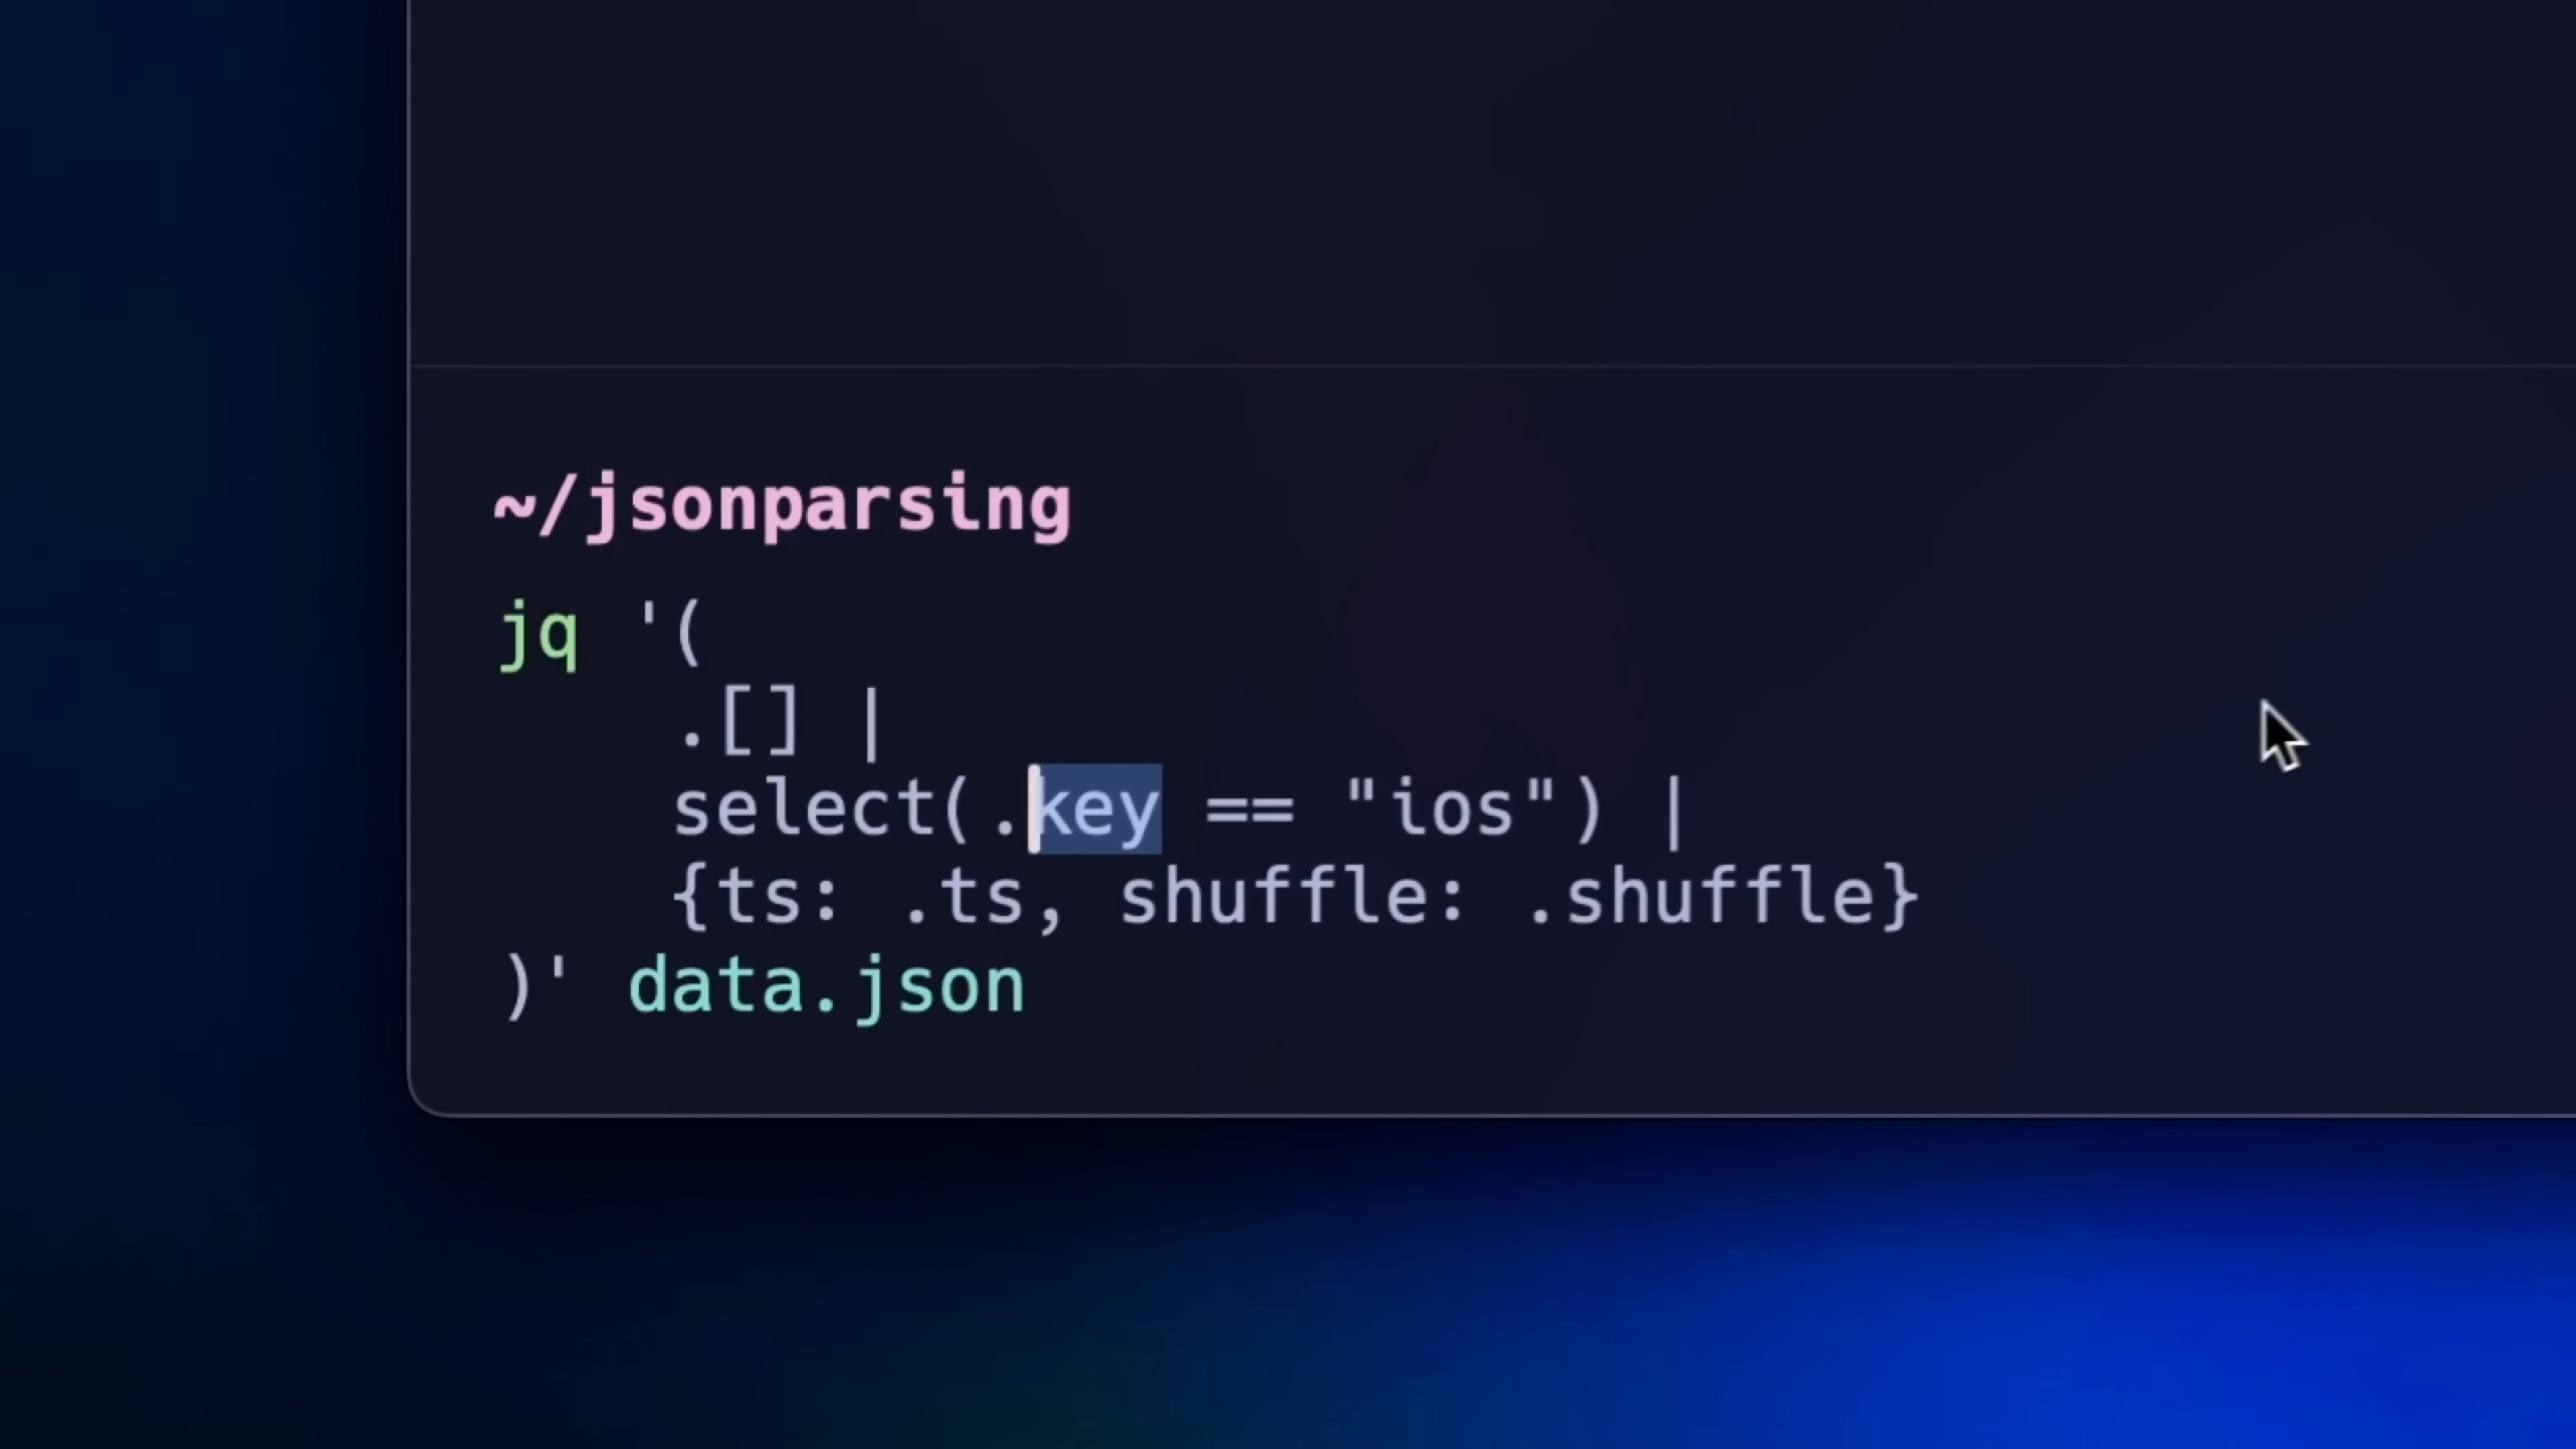 ~/jsonparsing
jq '(
    .[] |
    select(.key == "ios") |
    {ts: .ts, shuffle: .shuffle}
)' data.json